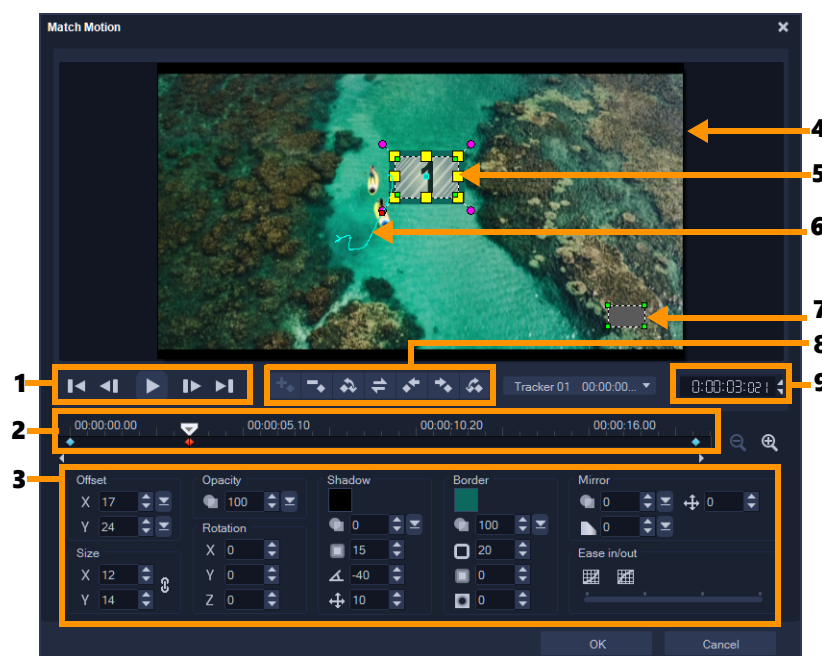 Match Motion
4
1
5
6
7
8
1
Tracker 01 00:00:00...
0:00:03:021
9
2
00:00:00.00 00:00:05.10 00:00:10.20 00:00:16.00
3
Offset Opacity Shadow Border Mirror
X 17 100 0 0
Y 24 0 100 0
Rotation
Size X 0 15 20 Ease in/out
X 12 Y 0 -40 0
Y 14 Z 0 10 0
OK Cancel